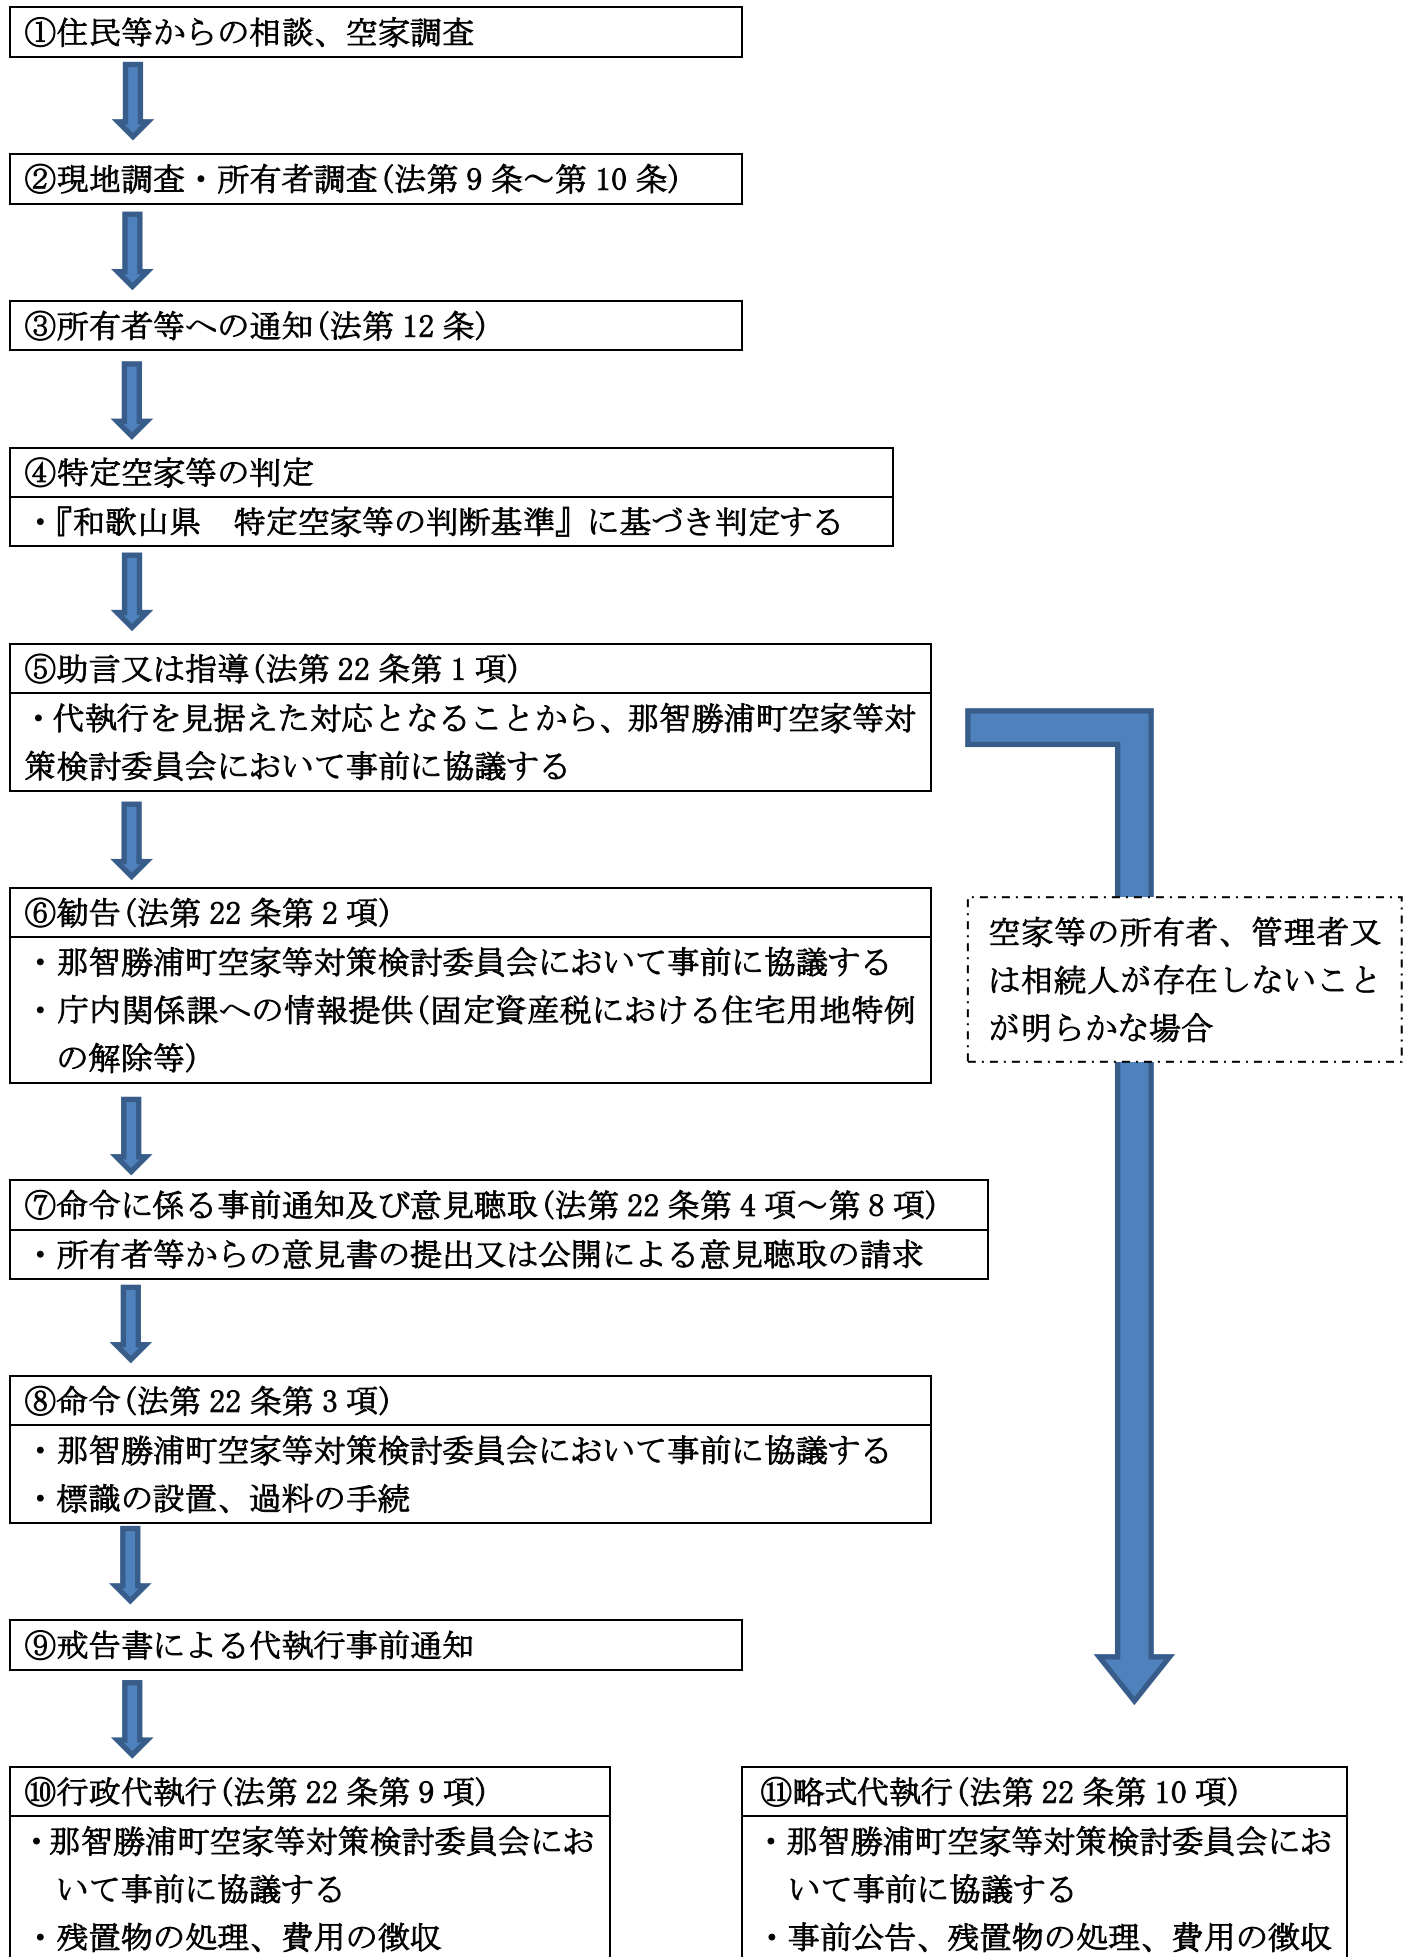 ①住民等からの相談、空家調査
②現地調査・所有者調査(法第 9 条～第 10 条)
③所有者等への通知(法第 12 条)
④特定空家等の判定
・『和歌山県　特定空家等の判断基準』に基づき判定する
⑤助言又は指導(法第 22 条第 1 項)
・代執行を見据えた対応となることから、那智勝浦町空家等対
策検討委員会において事前に協議する
⑥勧告(法第 22 条第 2 項)
・那智勝浦町空家等対策検討委員会において事前に協議する
・庁内関係課への情報提供(固定資産税における住宅用地特例
の解除等)
空家等の所有者、管理者又
は相続人が存在しないこと
が明らかな場合
⑦命令に係る事前通知及び意見聴取(法第 22 条第 4 項～第 8 項)
・所有者等からの意見書の提出又は公開による意見聴取の請求
⑧命令(法第 22 条第 3 項)
・那智勝浦町空家等対策検討委員会において事前に協議する
・標識の設置、過料の手続
⑨戒告書による代執行事前通知
⑩行政代執行(法第 22 条第 9 項)
・那智勝浦町空家等対策検討委員会にお
いて事前に協議する
・残置物の処理、費用の徴収
⑪略式代執行(法第 22 条第 10 項)
・那智勝浦町空家等対策検討委員会にお
いて事前に協議する
・事前公告、残置物の処理、費用の徴収